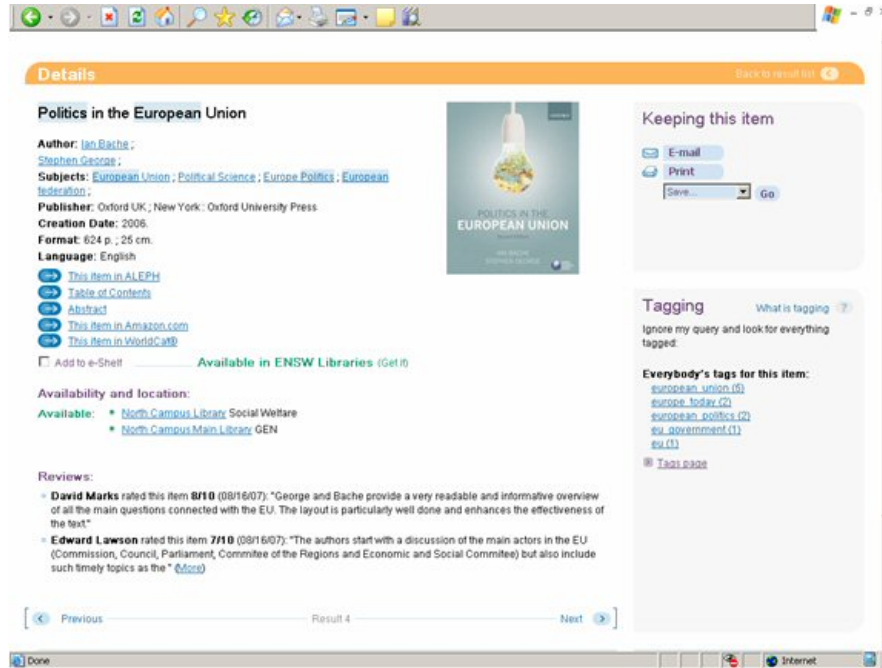 Details
Back to result list
Politics in the European Union
Author: Ian Bache ;
Stephen George ;
Subjects: European Union ; Political Science ; Europe Politics ; European
federation ;
Publisher: Oxford UK ; New York : Oxford University Press
Creation Date: 2006.
Format: 624 p. ; 25 cm.
Language: English
This item in ALEPH
Table of Contents
Abstract
This item in Amazon.com
This item in WorldCat®
Add to e-Shelf
Available in ENSW Libraries (Get it)
Availability and location:
Available:
North Campus Library Social Welfare
North Campus Main Library GEN
POLITICS IN THE
EUROPEAN UNION
IAN BACHE
STEPHEN GEORGE
Reviews:
David Marks rated this item 8/10 (08/16/07): "George and Bache provide a very readable and informative overview
of all the main questions connected with the EU. The layout is particularly well done and enhances the effectiveness of
the text"
Edward Lawson rated this item 7/10 (08/16/07): "The authors start with a discussion of the main actors in the EU
(Commission, Council, Parliament, Commitee of the Regions and Economic and Social Commitee) but also include
such timely topics as the " (More)
Previous
Result 4
Next
Keeping this item
E-mail
Print
Save...
Go
Tagging
What is tagging ?
Ignore my query and look for everything
tagged:
Everybody's tags for this item:
european_union (5)
europe_today (2)
european_politics (2)
eu_government (1)
eu (1)
Tags page
Done
Internet